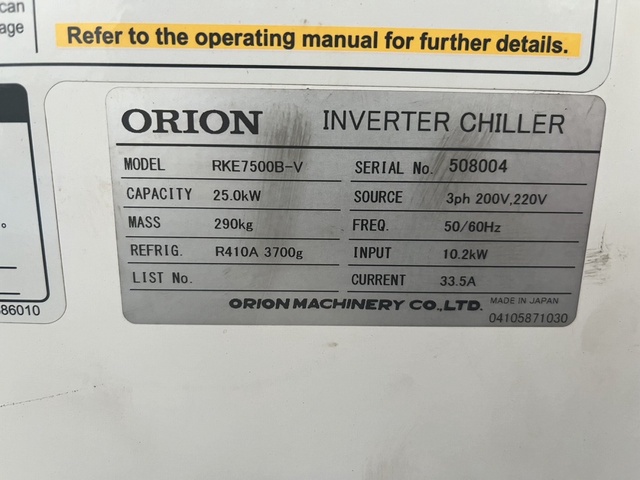 can
age
Refer to the operating manual for further details.
ORION INVERTER CHILLER
MODEL RKE7500B-V SERIAL No. 508004
CAPACITY 25.0kW SOURCE 3ph 200V,220V
MASS 290kg FREQ. 50/60Hz
REFRIG. R410A 3700g INPUT 10.2kW
LIST No. CURRENT 33.5A
ORION MACHINERY CO.,LTD. MADE IN JAPAN
04105871030
86010